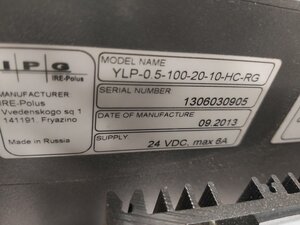 IPG
IRE-Polus
MANUFACTURER
IRE-Polus
Vvedenskogo sq 1
141191. Fryazino
Made in Russia
MODEL NAME
YLP-0.5-100-20-10-HC-RG
SERIAL NUMBER
1306030905
DATE OF MANUFACTURE
09.2013
SUPPLY
24 VDC, max 8A